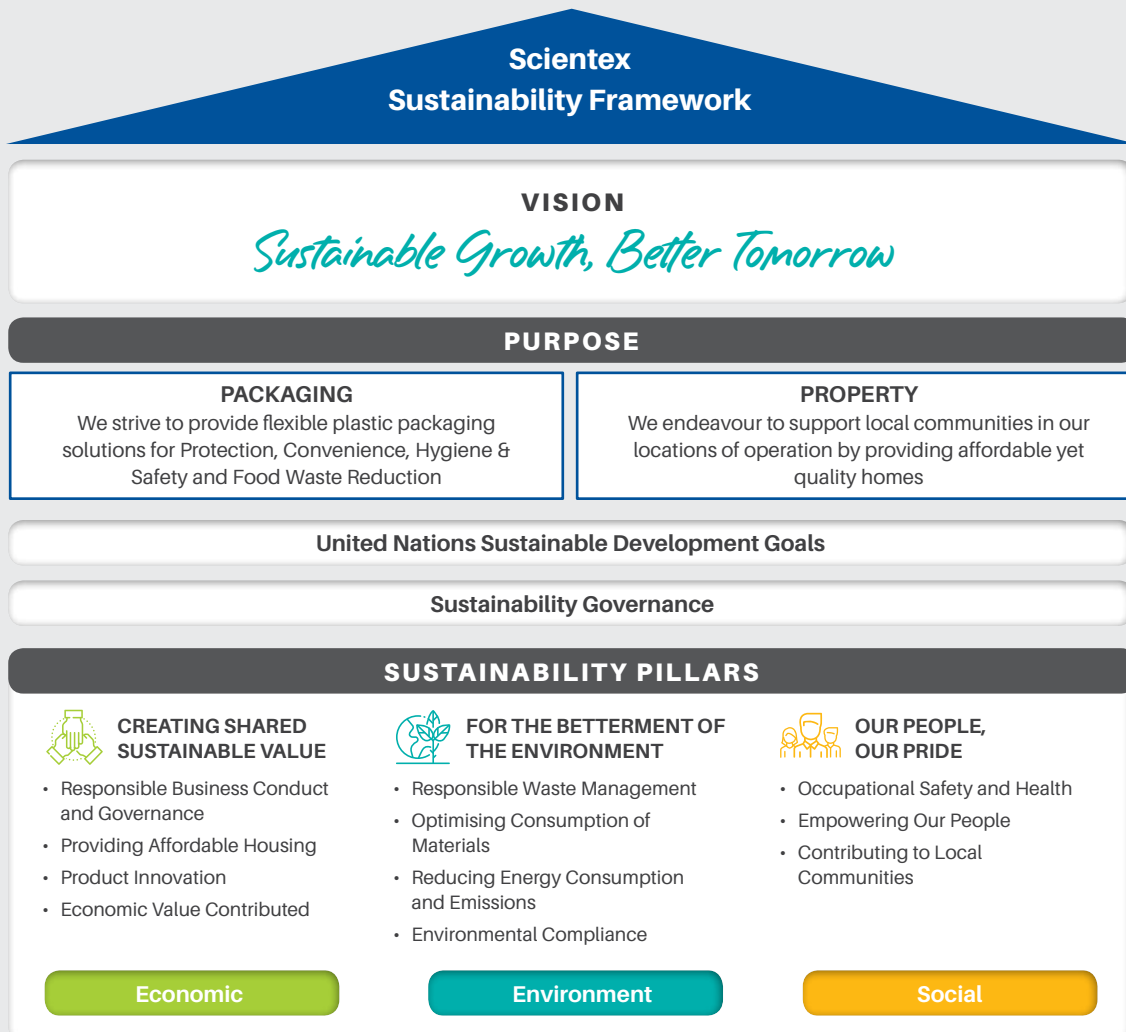 Scientex
Sustainability Framework
VISION
Sustainable Growth, Better Tomorrow
PURPOSE
PACKAGING
We strive to provide flexible plastic packaging
solutions for Protection, Convenience, Hygiene &
Safety and Food Waste Reduction
PROPERTY
We endeavour to support local communities in our
locations of operation by providing affordable yet
quality homes
United Nations Sustainable Development Goals
Sustainability Governance
SUSTAINABILITY PILLARS
CREATING SHARED
SUSTAINABLE VALUE
• Responsible Business Conduct
and Governance
• Providing Affordable Housing
• Product Innovation
• Economic Value Contributed
Economic
FOR THE BETTERMENT OF
THE ENVIRONMENT
• Responsible Waste Management
• Optimising Consumption of
Materials
• Reducing Energy Consumption
and Emissions
• Environmental Compliance
Environment
OUR PEOPLE,
OUR PRIDE
• Occupational Safety and Health
• Empowering Our People
• Contributing to Local
Communities
Social